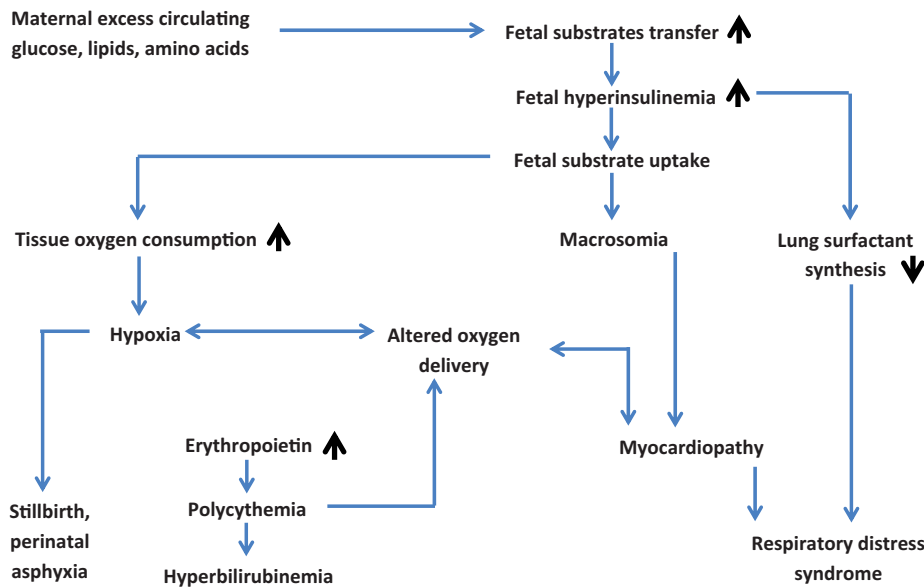 Maternal excess circulating
glucose, lipids, amino acids
Fetal substrates transfer
Fetal hyperinsulinemia
Fetal substrate uptake
Tissue oxygen consumption
Macrosomia
Lung surfactant
synthesis
Hypoxia
Altered oxygen
delivery
Erythropoietin
Myocardiopathy
Polycythemia
Stillbirth,
perinatal
asphyxia
Hyperbilirubinemia
Respiratory distress
syndrome